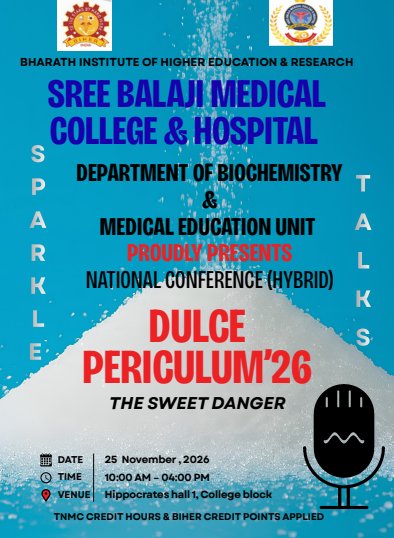 BHARATH INSTITUTE OF HIGHER EDUCATION & RESEARCH
SREE BALAJI MEDICAL
COLLEGE & HOSPITAL
DEPARTMENT OF BIOCHEMISTRY
&
MEDICAL EDUCATION UNIT
PROUDLY PRESENTS
NATIONAL CONFERENCE (HYBRID)
SPARKLE
TALKS
DULCE
PERICULUM'26
THE SWEET DANGER
DATE 25 November , 2026
TIME 10:00 AM – 04:00 PM
VENUE Hippocrates hall 1, College block
TNMC CREDIT HOURS & BIHER CREDIT POINTS APPLIED